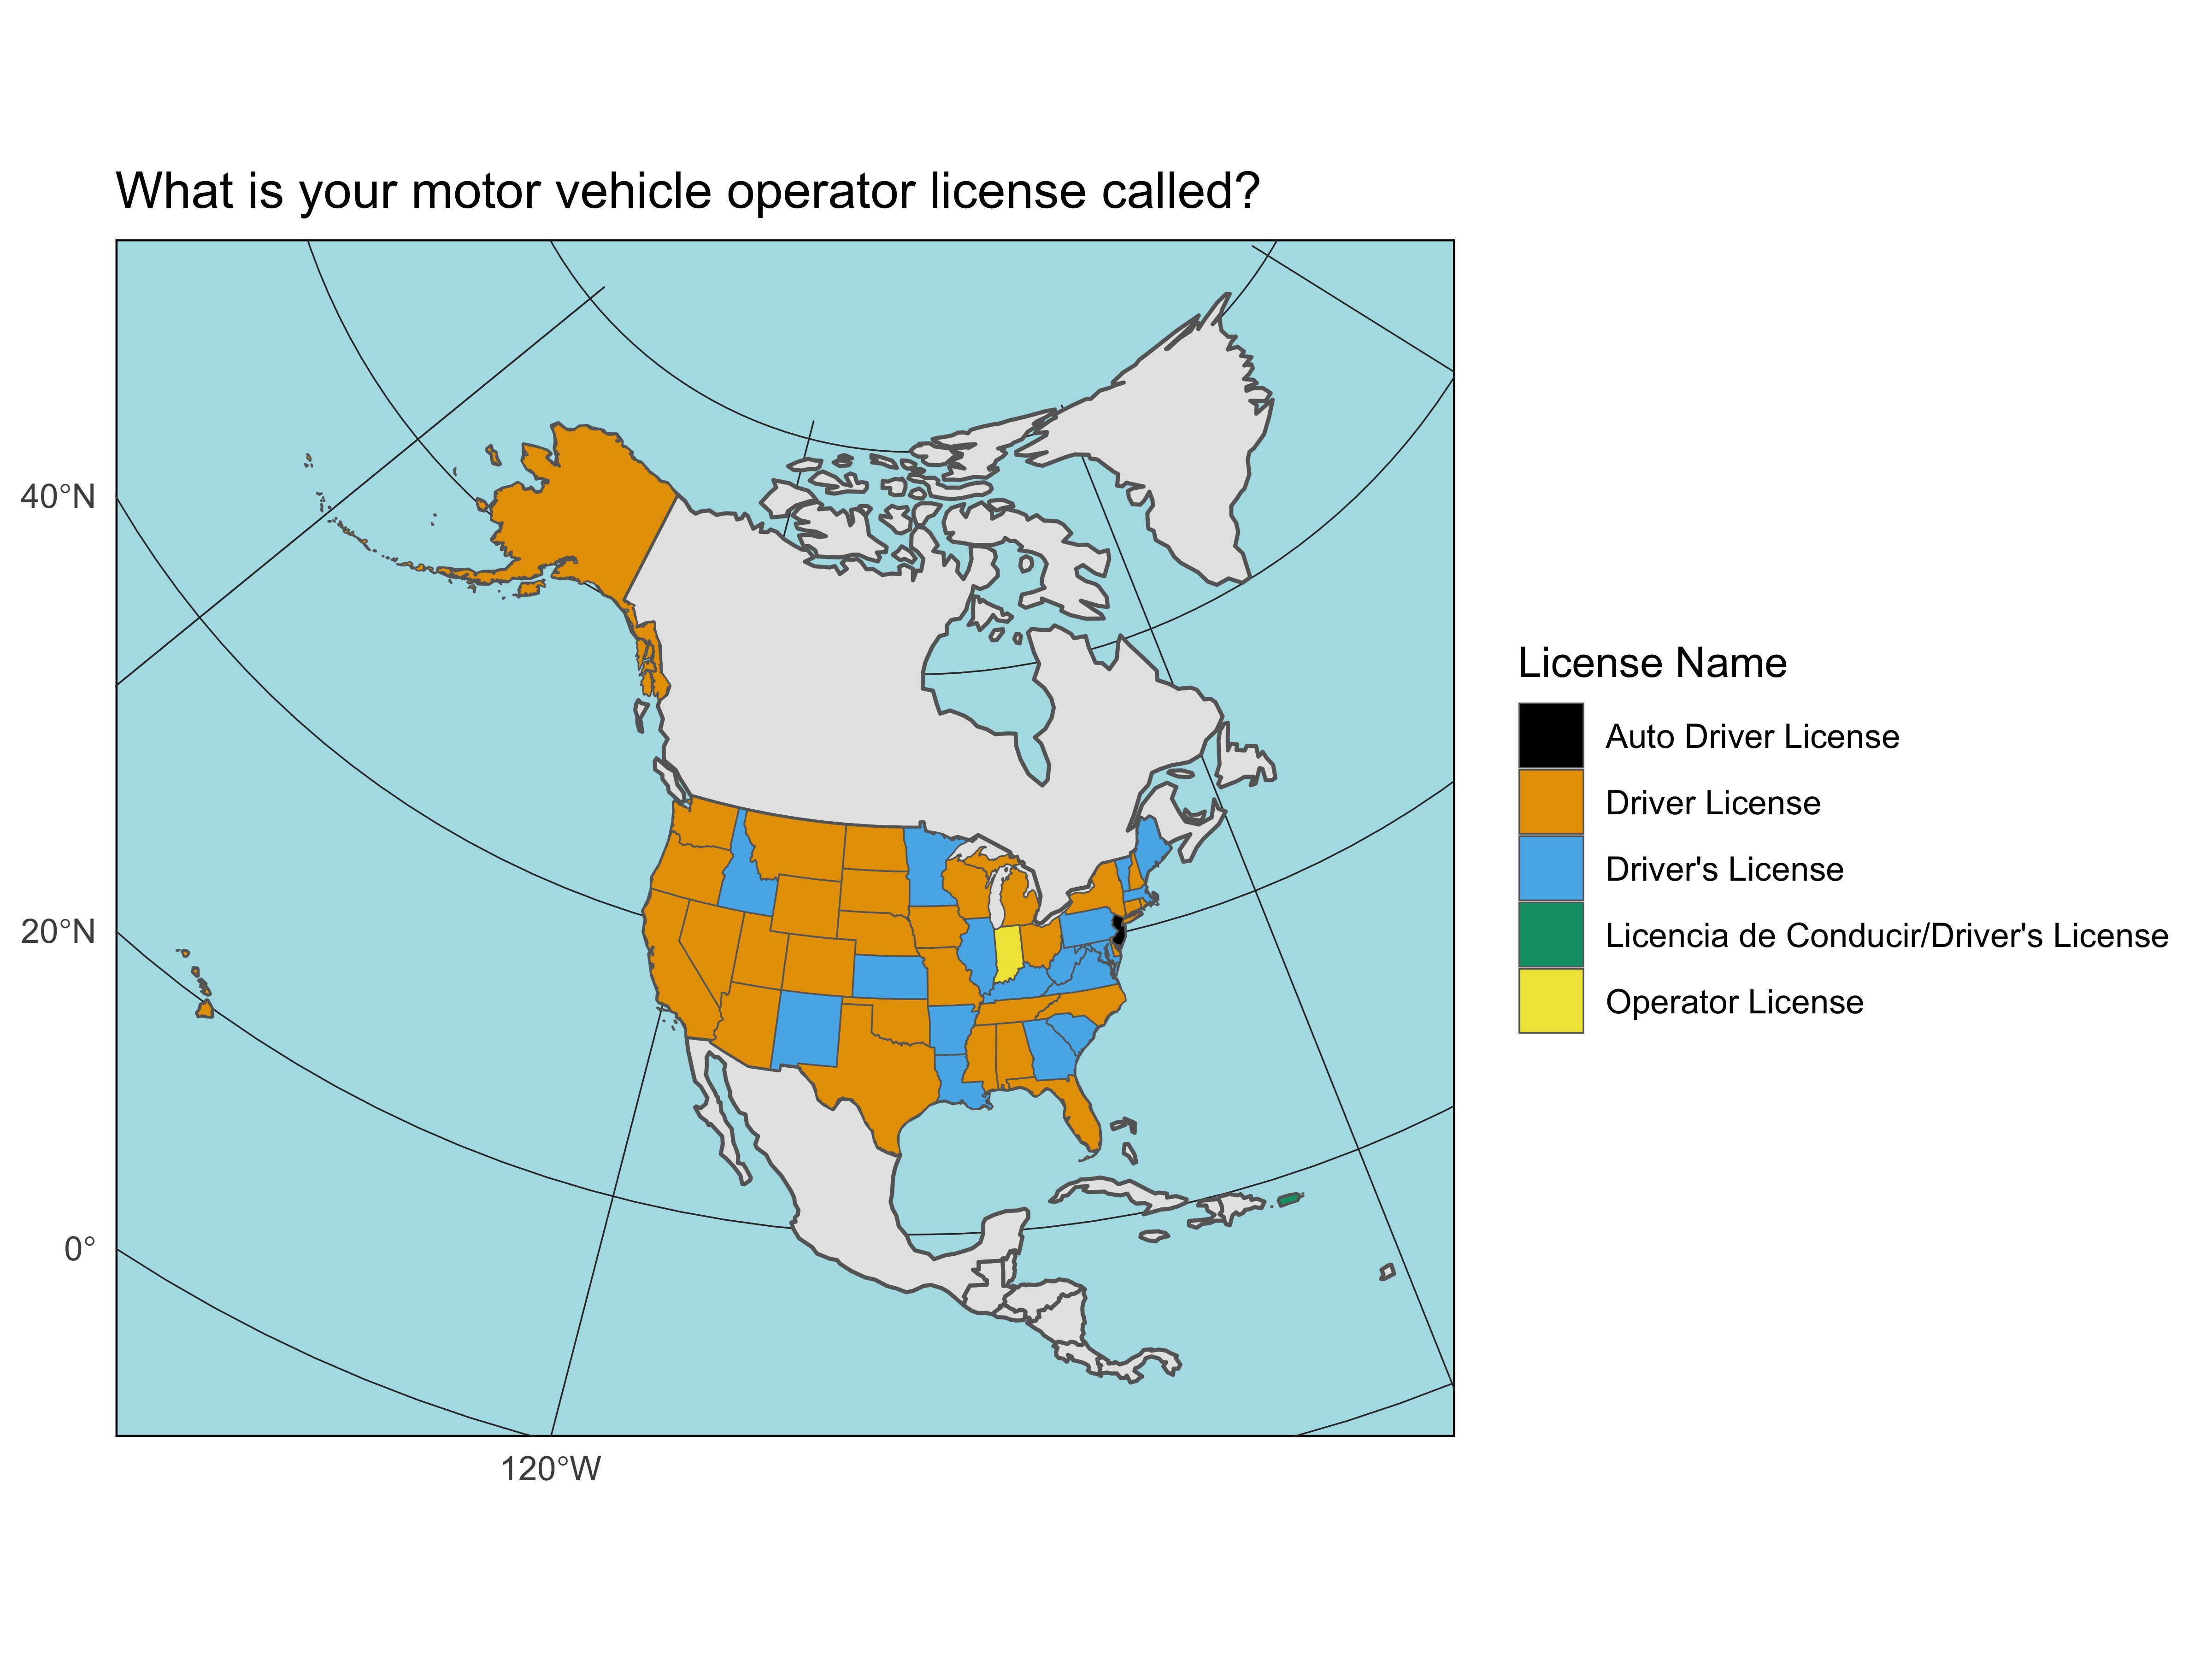 What is your motor vehicle operator license called?
40°N
20°N
0°
120°W
License Name
Auto Driver License
Driver License
Driver's License
Licencia de Conducir/Driver's License
Operator License